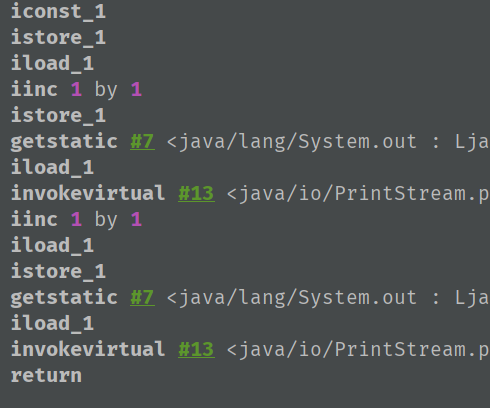 iconst_1
istore_1
iload_1
iinc 1 by 1
istore_1
getstatic #7 <java/lang/System.out : Lja
iload_1
invokevirtual #13 <java/io/PrintStream.p
iinc 1 by 1
iload_1
istore_1
getstatic #7 <java/lang/System.out : Lja
iload_1
invokevirtual #13 <java/io/PrintStream.p
return